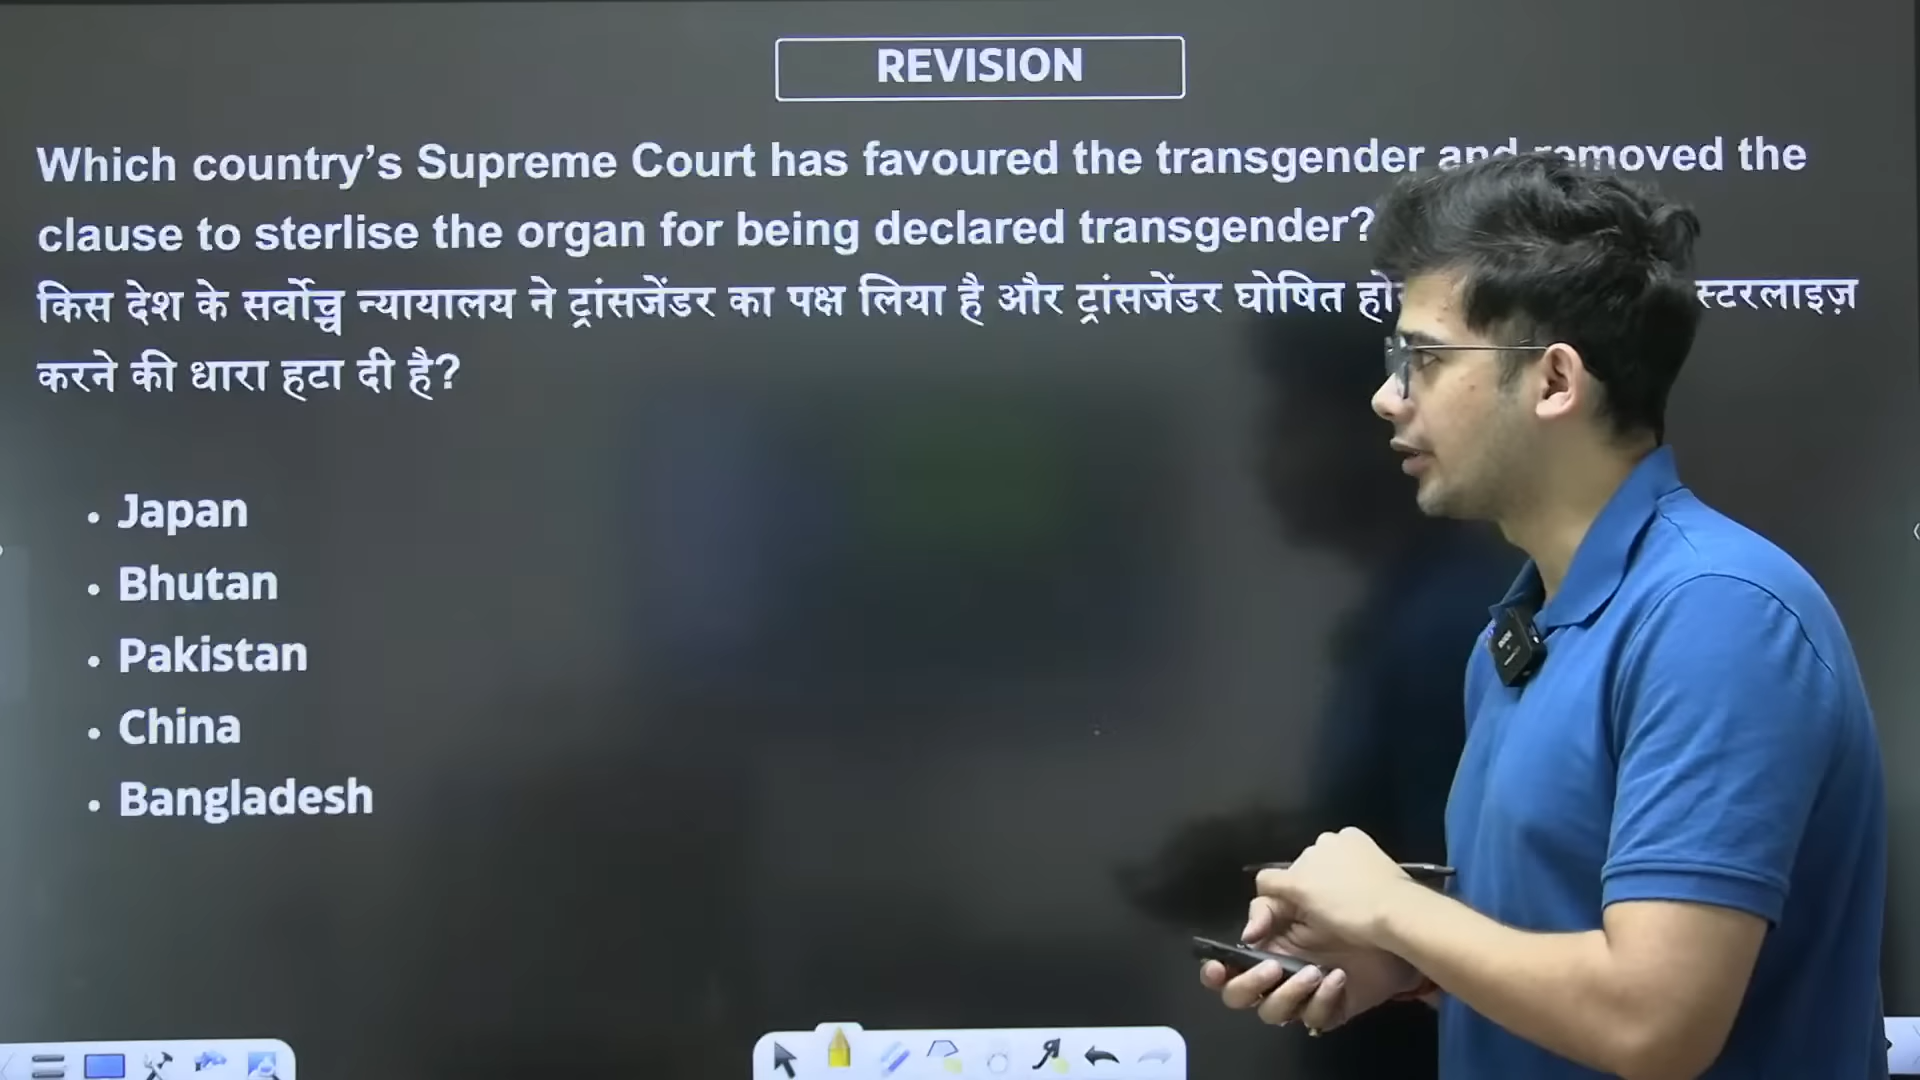 REVISION
Which country’s Supreme Court has favoured the transgender and removed the
clause to sterlise the organ for being declared transgender?
किस देश के सर्वोच्च न्यायालय ने ट्रांसजेंडर का पक्ष लिया है और ट्रांसजेंडर घोषित स्टरलाइज़
करने की धारा हटा दी है?
• Japan
• Bhutan
• Pakistan
• China
• Bangladesh